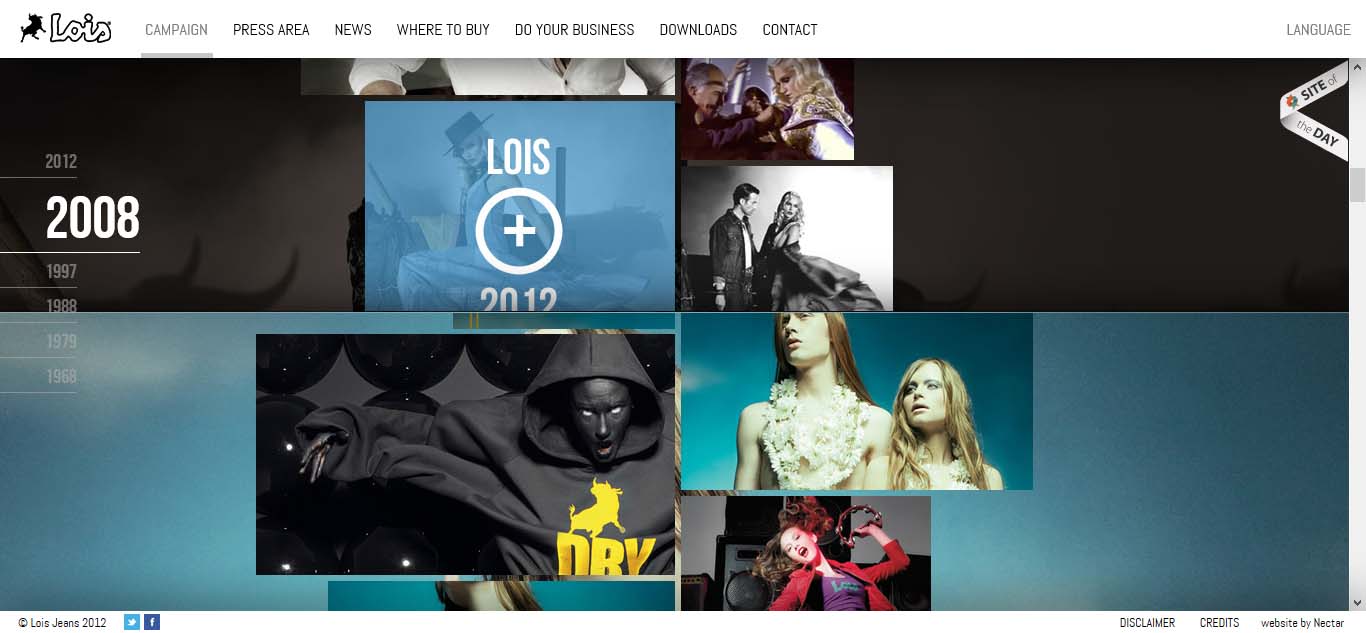 Lois CAMPAIGN PRESS AREA NEWS WHERE TO BUY DO YOUR BUSINESS DOWNLOADS CONTACT LANGUAGE
SITE of
the DAY
LOIS
2012
2012
2008
1997
1988
1979
1968
DRY
Lois
© Lois Jeans 2012 DISCLAIMER CREDITS website by Nectar